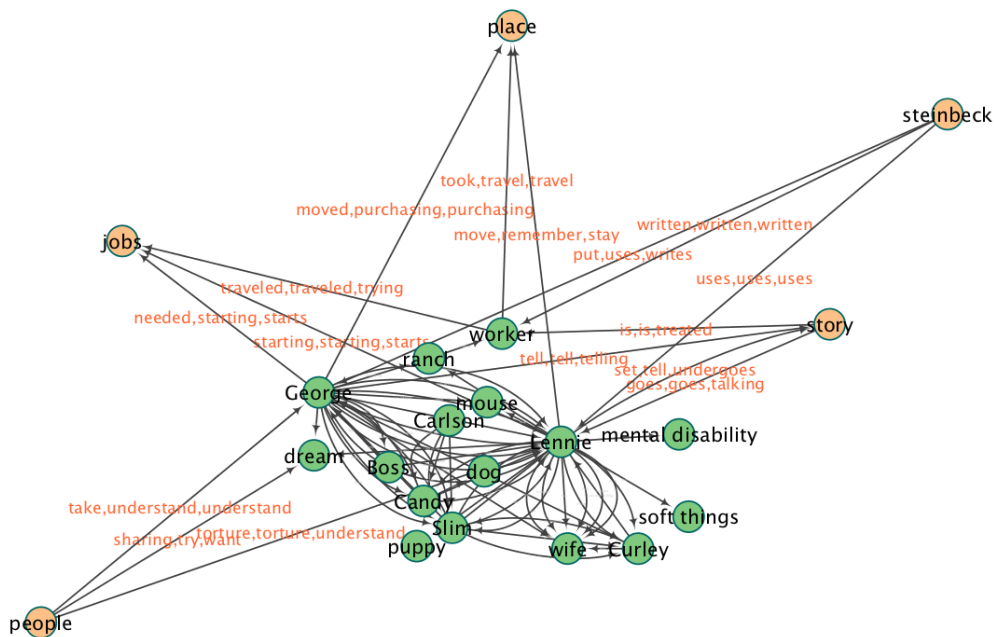 place
steinbeck
took,travel,travel
moved,purchasing,purchasing
written,written,written
move,remember,stay
jobs
put,uses,writes
uses,uses,uses
traveled,traveled,trying
needed,starting,starts
story
worker
is,is,treated
starting,starting,starts
ranch
tell,tell,telling
set,tell,undergoes
goes,goes,talking
George
mouse
Carlson
Lennie
mental disability
dream
Boss
dog
Candy
take,understand,understand
soft things
Slim
torture,torture,understand
sharing,try,want
puppy
wife
Curley
people